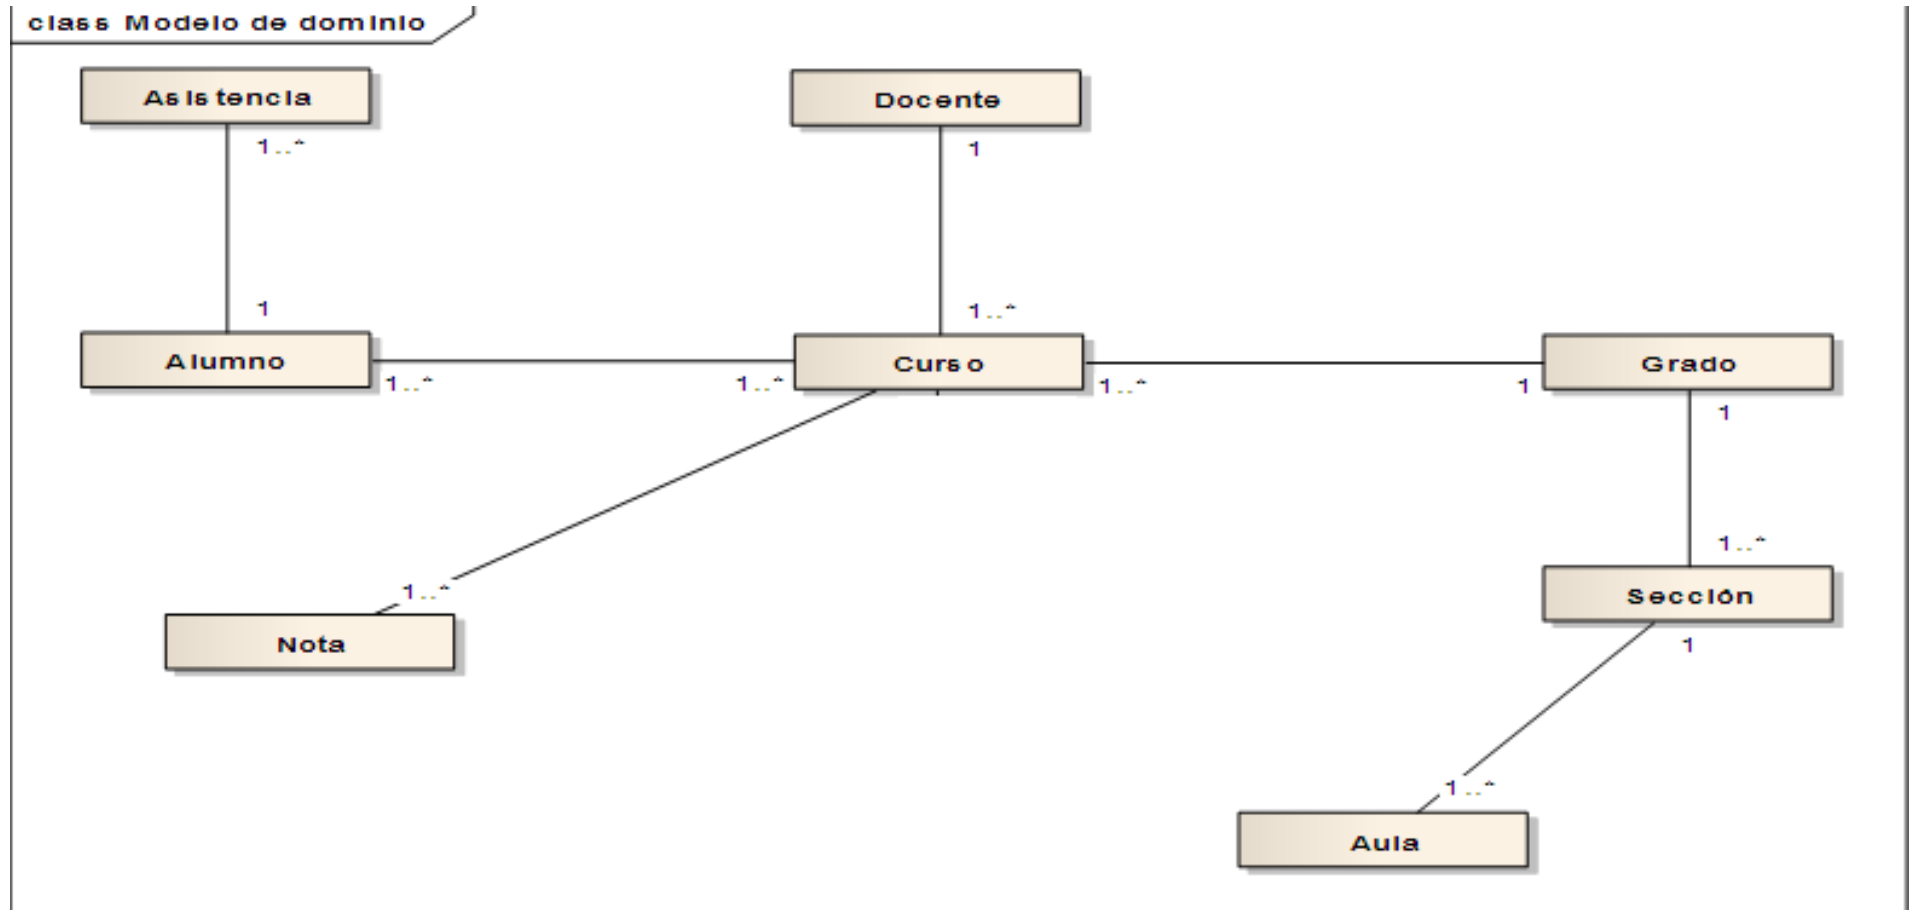 class Modelo de dominio
Asistencia
Docente
1..*
1
1
1..*
Alumno
Curso
Grado
1..*
1..*
1..*
1
1
1..*
1..*
Sección
Nota
1
1..*
Aula